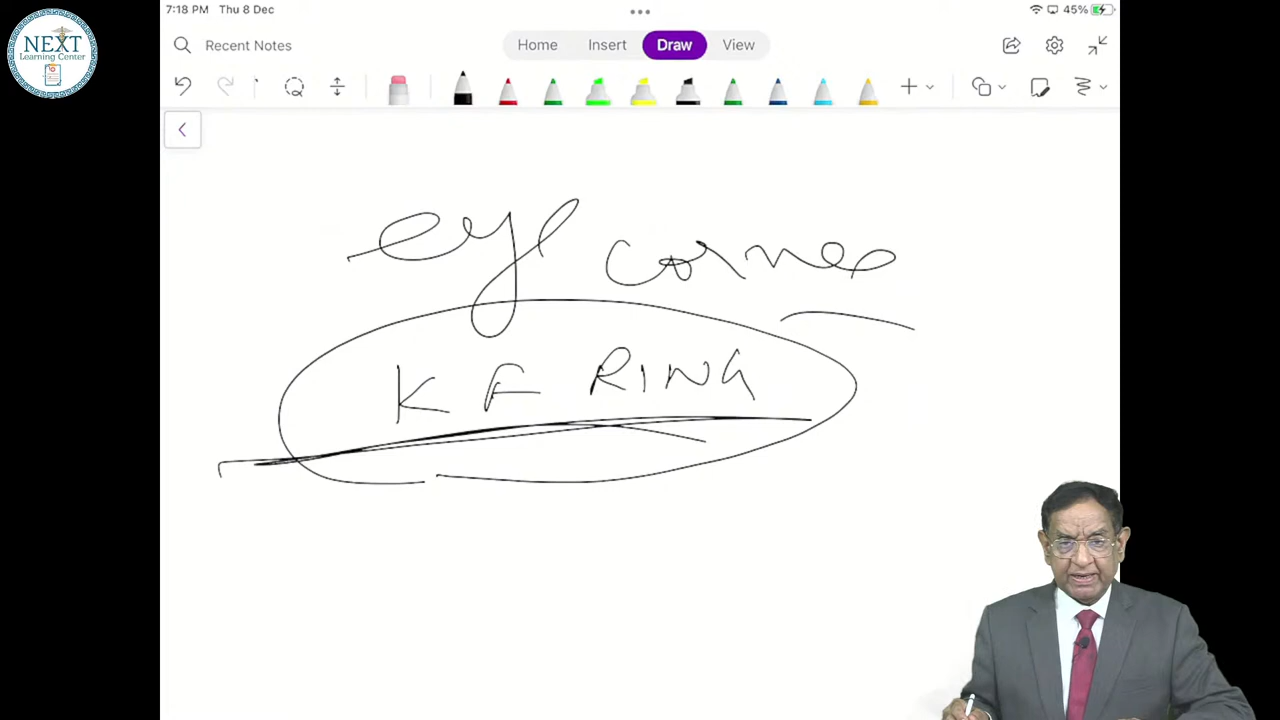 7:18 PM Thu 8 Dec
45%
NEXT
Learning Center
Recent Notes
Home Insert Draw View
eye cornea
K F RING